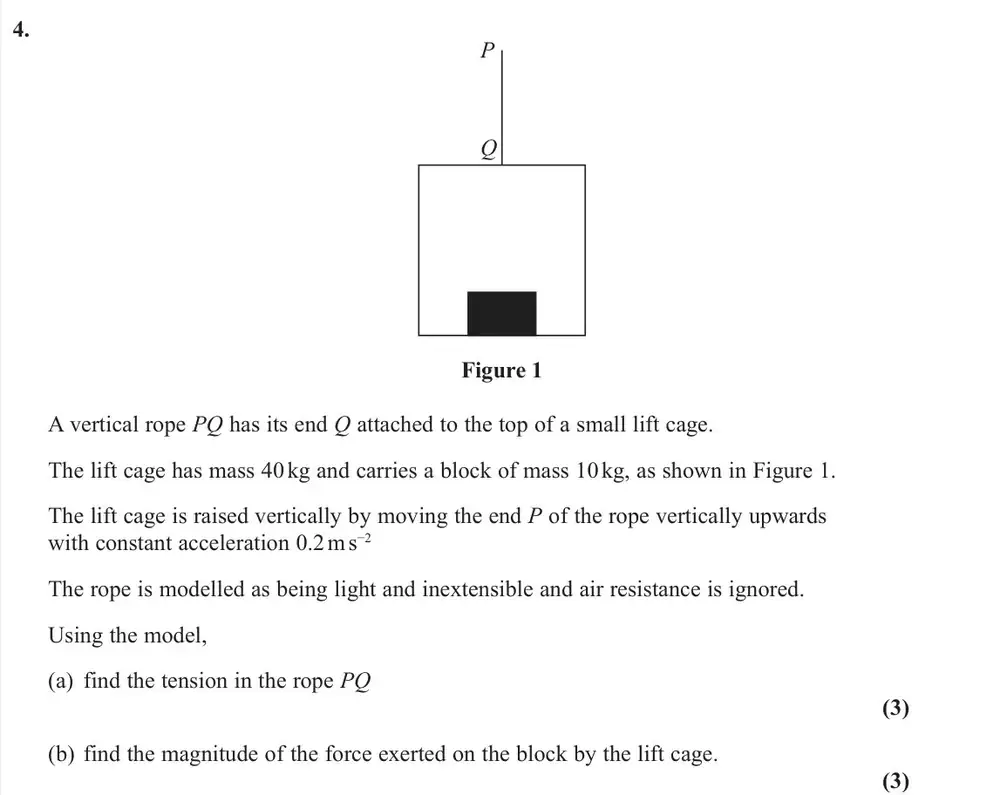 4.
P
Q
Figure 1
A vertical rope PQ has its end Q attached to the top of a small lift cage.
The lift cage has mass 40 kg and carries a block of mass 10 kg, as shown in Figure 1.
The lift cage is raised vertically by moving the end P of the rope vertically upwards
with constant acceleration 0.2 m s⁻²
The rope is modelled as being light and inextensible and air resistance is ignored.
Using the model,
(a) find the tension in the rope PQ
(3)
(b) find the magnitude of the force exerted on the block by the lift cage.
(3)